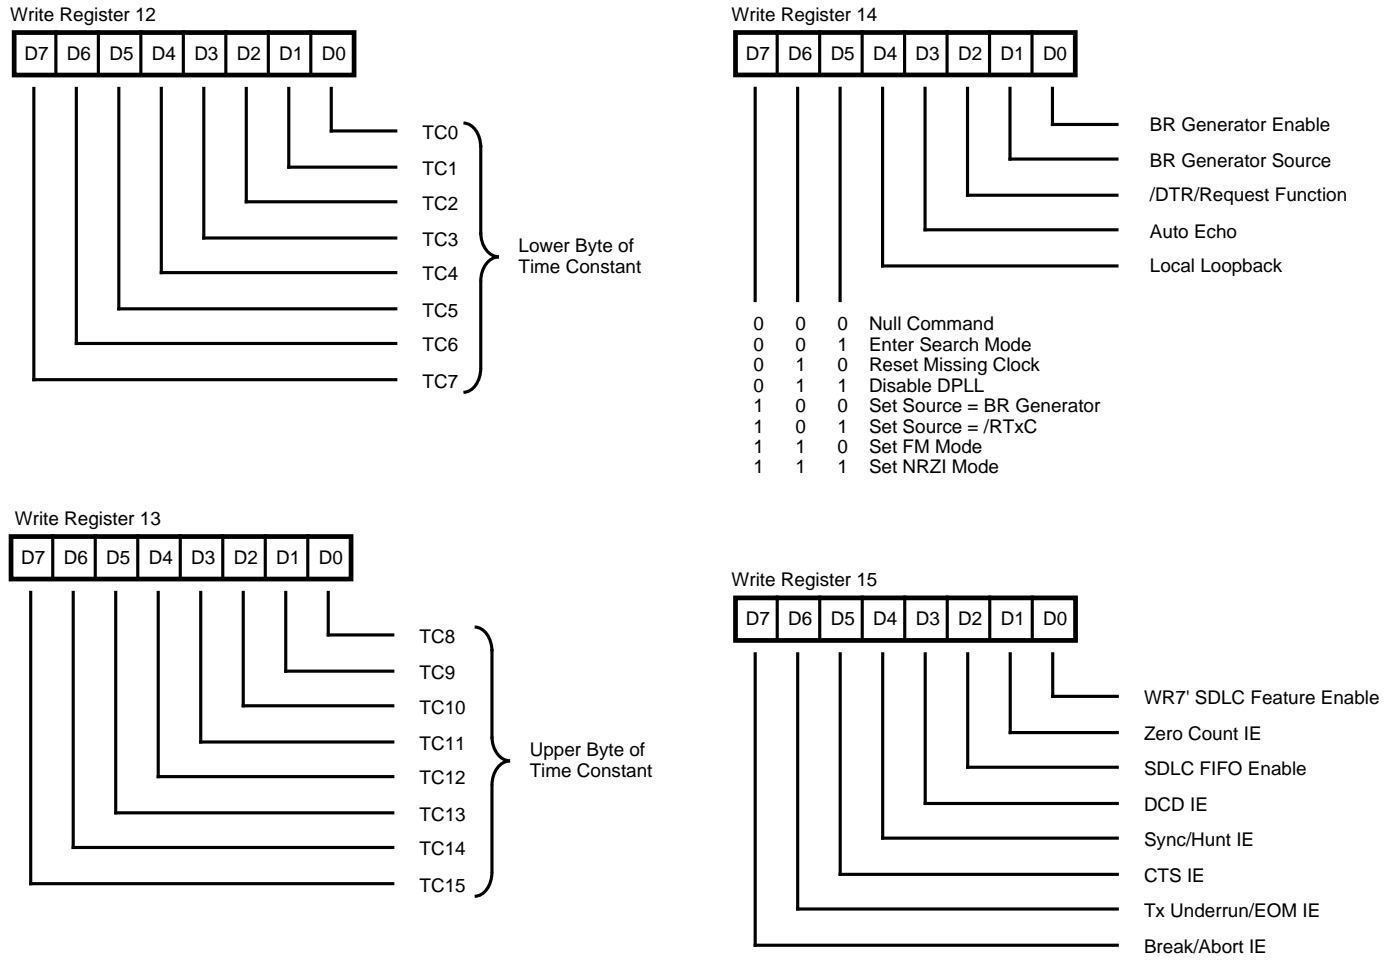 Write Register 12
D7 D6 D5 D4 D3 D2 D1 D0
TC0
TC1
TC2
TC3
TC4
TC5
TC6
TC7
Lower Byte of
Time Constant
Write Register 13
D7 D6 D5 D4 D3 D2 D1 D0
TC8
TC9
TC10
TC11
TC12
TC13
TC14
TC15
Upper Byte of
Time Constant
Write Register 14
D7 D6 D5 D4 D3 D2 D1 D0
BR Generator Enable
BR Generator Source
/DTR/Request Function
Auto Echo
Local Loopback
0 0 0 Null Command
0 0 1 Enter Search Mode
0 1 0 Reset Missing Clock
0 1 1 Disable DPLL
1 0 0 Set Source = BR Generator
1 0 1 Set Source = /RTxC
1 1 0 Set FM Mode
1 1 1 Set NRZI Mode
Write Register 15
D7 D6 D5 D4 D3 D2 D1 D0
WR7' SDLC Feature Enable
Zero Count IE
SDLC FIFO Enable
DCD IE
Sync/Hunt IE
CTS IE
Tx Underrun/EOM IE
Break/Abort IE